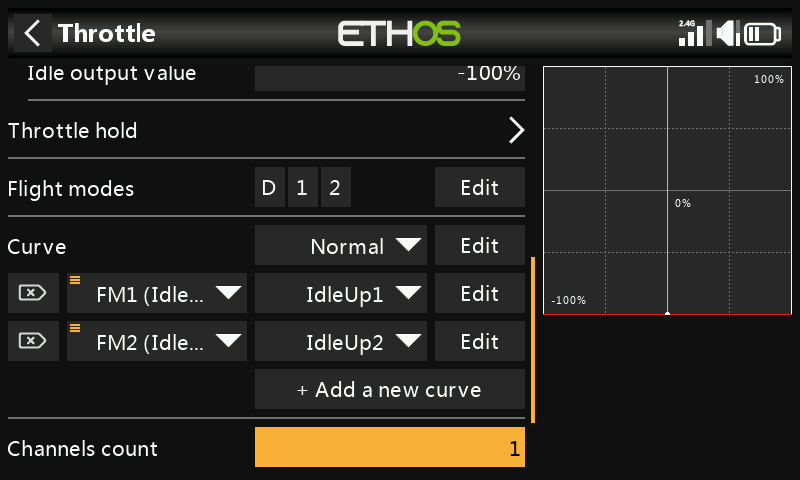 Throttle
ETHOS
2.4G
Idle output value
-100%
Throttle hold
Flight modes
D 1 2
Edit
Curve
Normal
Edit
FM1 (Idle...
IdleUp1
Edit
FM2 (Idle...
IdleUp2
Edit
+ Add a new curve
Channels count
1
100%
0%
-100%